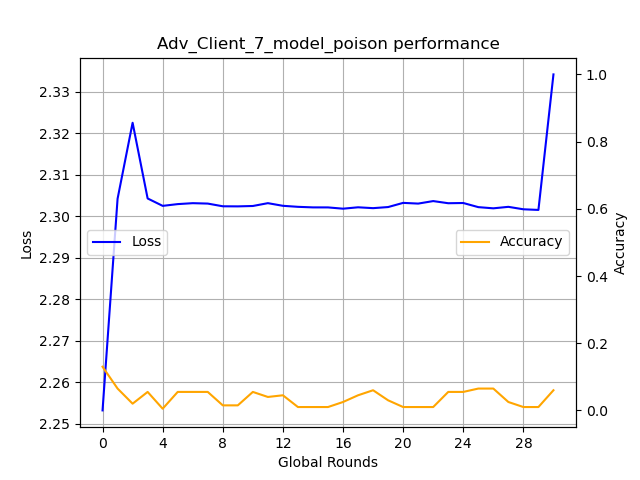 Adv_Client_7_model_poison performance
2.33
2.32
2.31
2.30
2.29
2.28
2.27
2.26
2.25
Loss
1.0
0.8
0.6
0.4
0.2
0.0
Accuracy
Loss
Accuracy
0 4 8 12 16 20 24 28
Global Rounds